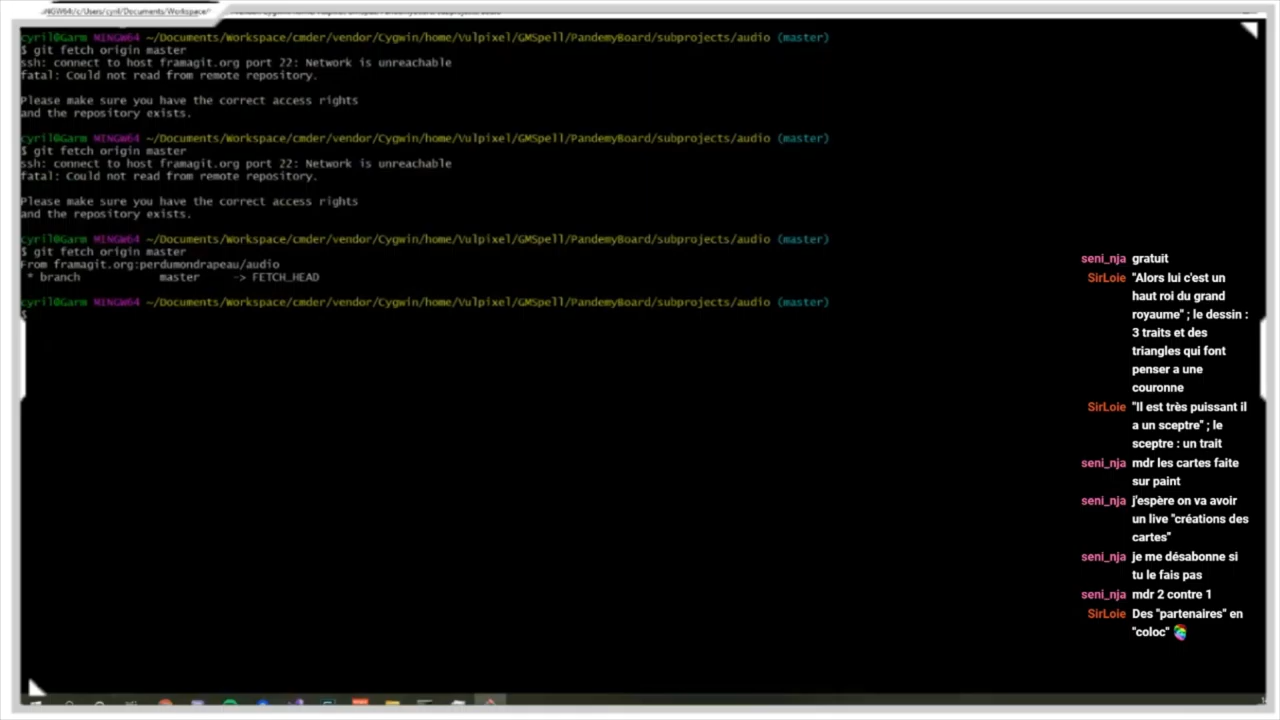 cyril@Garm MINGW64 ~/Documents/Workspace/cmder/vendor/Cygwin/home/Vulpixel/GMSpell/PandemyBoard/subprojects/audio (master)
$ git fetch origin master
ssh: connect to host framagit.org port 22: Network is unreachable
fatal: Could not read from remote repository.
Please make sure you have the correct access rights
and the repository exists.
cyril@Garm MINGW64 ~/Documents/Workspace/cmder/vendor/Cygwin/home/Vulpixel/GMSpell/PandemyBoard/subprojects/audio (master)
$ git fetch origin master
ssh: connect to host framagit.org port 22: Network is unreachable
fatal: Could not read from remote repository.
Please make sure you have the correct access rights
and the repository exists.
cyril@Garm MINGW64 ~/Documents/Workspace/cmder/vendor/Cygwin/home/Vulpixel/GMSpell/PandemyBoard/subprojects/audio (master)
$ git fetch origin master
From framagit.org:perdumondrapeau/audio
* branch master -> FETCH_HEAD
cyril@Garm MINGW64 ~/Documents/Workspace/cmder/vendor/Cygwin/home/Vulpixel/GMSpell/PandemyBoard/subprojects/audio (master)
$
seni_nja gratuit
SirLoie "Alors lui c'est un
haut roi du grand
royaume" ; le dessin :
3 traits et des
triangles qui font
penser a une
couronne
SirLoie "Il est très puissant il
a un sceptre" ; le
sceptre : un trait
seni_nja mdr les cartes faite
sur paint
seni_nja j'espère on va avoir
un live "créations des
cartes"
seni_nja je me désabonne si
tu le fais pas
seni_nja mdr 2 contre 1
SirLoie Des "partenaires" en
"coloc"